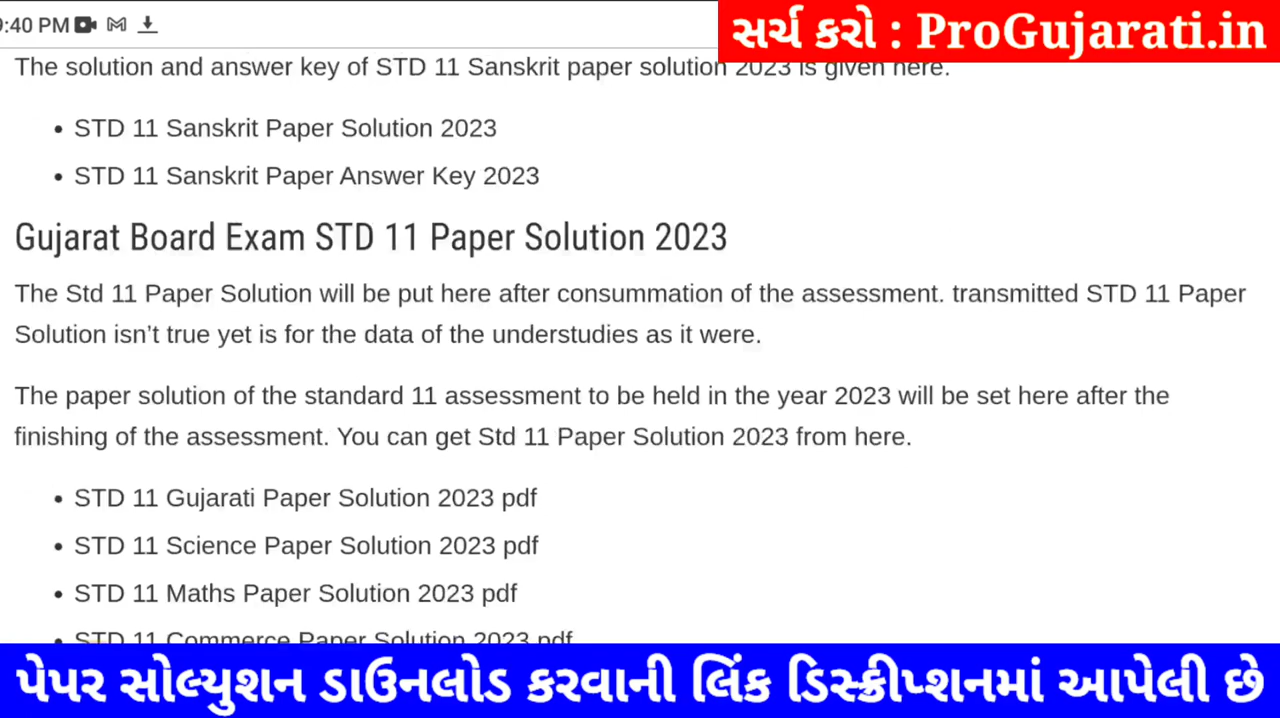 9:40 PM
સર્ચ કરો : ProGujarati.in
The solution and answer key of STD 11 Sanskrit paper solution 2023 is given here.
• STD 11 Sanskrit Paper Solution 2023
• STD 11 Sanskrit Paper Answer Key 2023
Gujarat Board Exam STD 11 Paper Solution 2023
The Std 11 Paper Solution will be put here after consummation of the assessment. transmitted STD 11 Paper
Solution isn’t true yet is for the data of the understudies as it were.
The paper solution of the standard 11 assessment to be held in the year 2023 will be set here after the
finishing of the assessment. You can get Std 11 Paper Solution 2023 from here.
• STD 11 Gujarati Paper Solution 2023 pdf
• STD 11 Science Paper Solution 2023 pdf
• STD 11 Maths Paper Solution 2023 pdf
• STD 11 Commerce Paper Solution 2023 pdf
પેપર સોલ્યુશન ડાઉનલોડ કરવાની લિંક ડિસ્ક્રીપ્શનમાં આપેલી છે